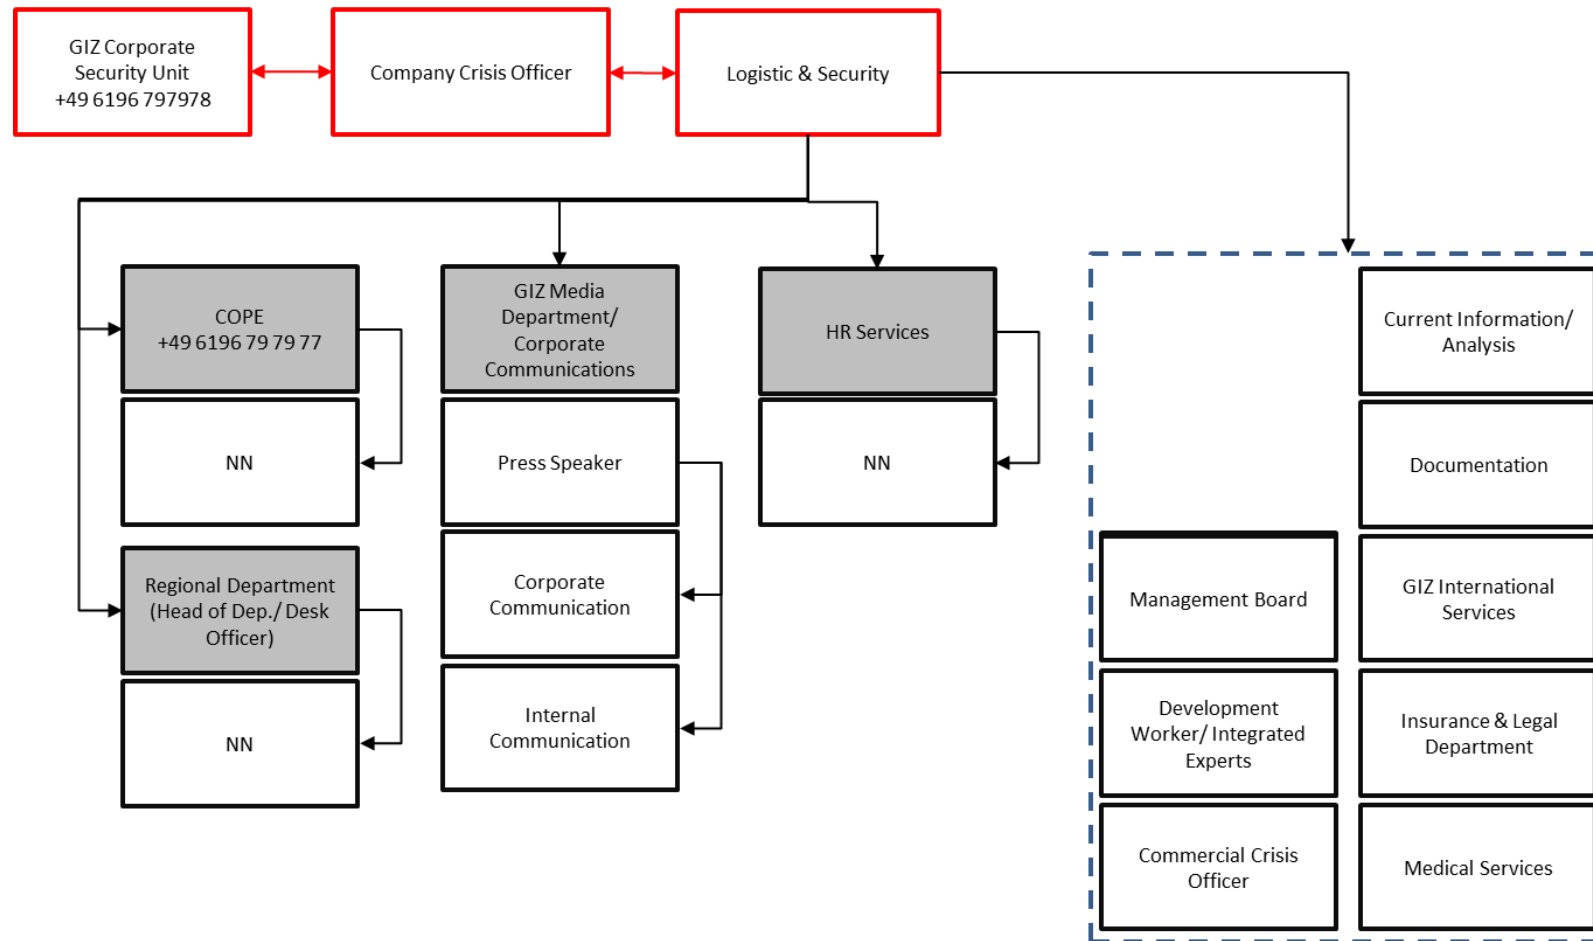 GIZ Corporate
Security Unit
+49 6196 797978
Company Crisis Officer
Logistic & Security
COPE
+49 6196 79 79 77
NN
Regional Department
(Head of Dep./ Desk
Officer)
NN
GIZ Media
Department/
Corporate
Communications
Press Speaker
Corporate
Communication
Internal
Communication
HR Services
NN
Management Board
Development
Worker/ Integrated
Experts
Commercial Crisis
Officer
Current Information/
Analysis
Documentation
GIZ International
Services
Insurance & Legal
Department
Medical Services